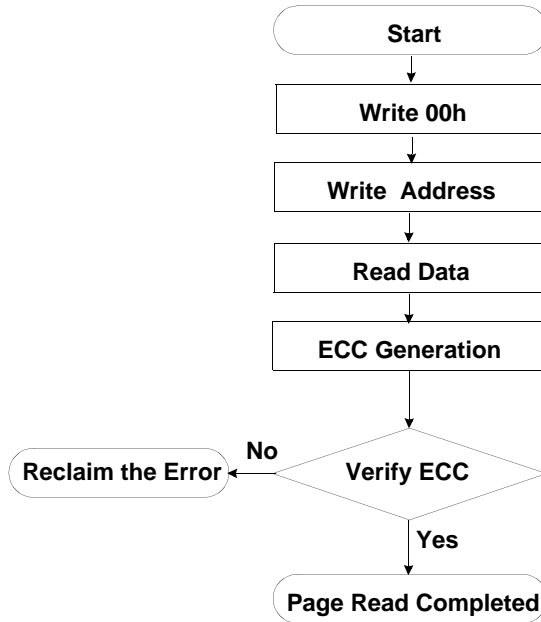 Start
Write 00h
Write Address
Read Data
ECC Generation
No
Reclaim the Error
Verify ECC
Yes
Page Read Completed